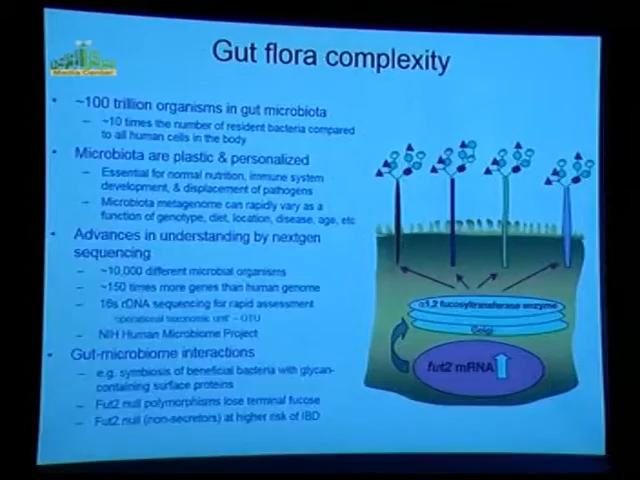 Gut flora complexity
Media Center
~100 trillion organisms in gut microbiota
– ~10 times the number of resident bacteria compared
to all human cells in the body
Microbiota are plastic & personalized
– Essential for normal nutrition, immune system
development, & displacement of pathogens
– Microbiota metagenome can rapidly vary as a
function of genotype, diet, location, disease, age, etc
Advances in understanding by nextgen
sequencing
– ~10,000 different microbial organisms
– ~150 times more genes than human genome
– 16s rDNA sequencing for rapid assessment
"operational taxonomic unit" – OTU
– NIH Human Microbiome Project
Gut-microbiome interactions
– e.g. symbiosis of beneficial bacteria with glycan-
containing surface proteins
– Fut2 null polymorphisms lose terminal fucose
– Fut2 null (non-secretors) at higher risk of IBD
α1,2 fucosyltransferase enzyme
Golgi
fut2 mRNA